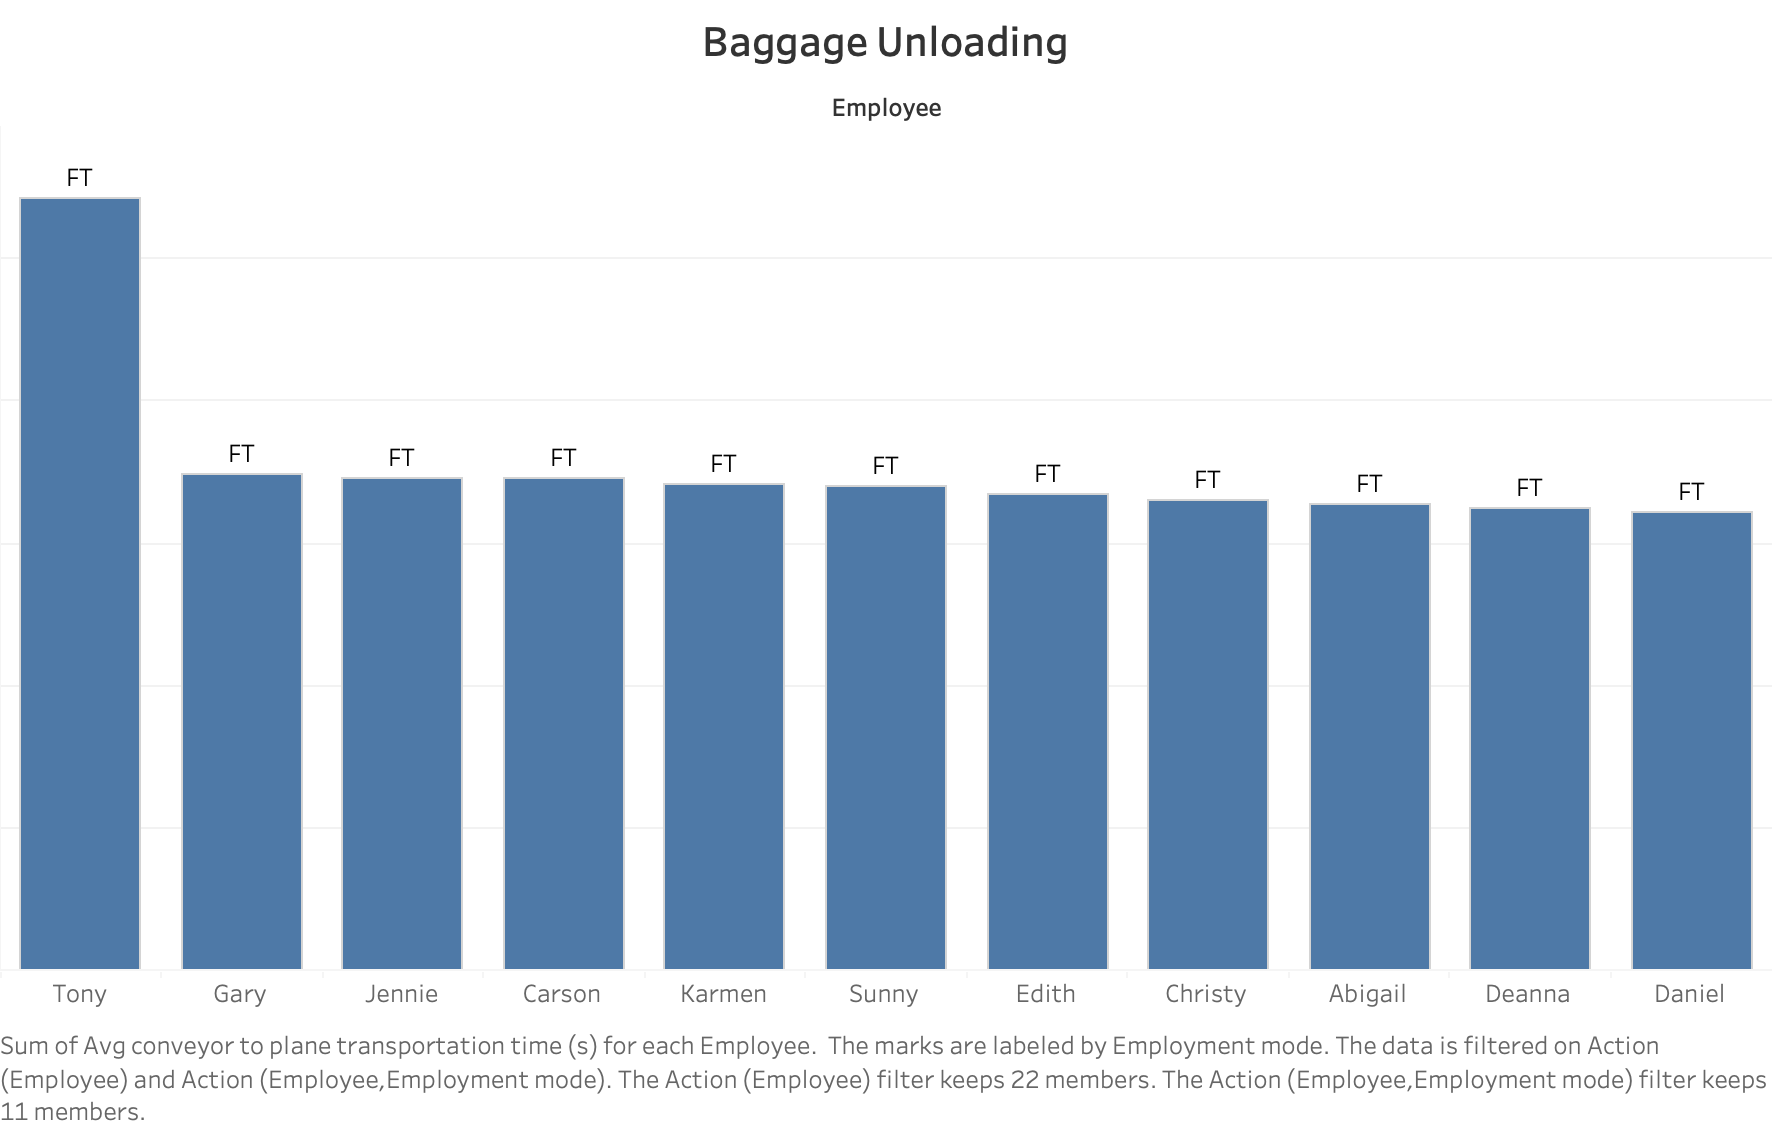 Baggage Unloading
Employee
FT
FT
FT
FT
FT
FT
FT
FT
FT
FT
FT
Tony
Gary
Jennie
Carson
Karmen
Sunny
Edith
Christy
Abigail
Deanna
Daniel
Sum of Avg conveyor to plane transportation time (s) for each Employee.  The marks are labeled by Employment mode. The data is filtered on Action
(Employee) and Action (Employee,Employment mode). The Action (Employee) filter keeps 22 members. The Action (Employee,Employment mode) filter keeps
11 members.